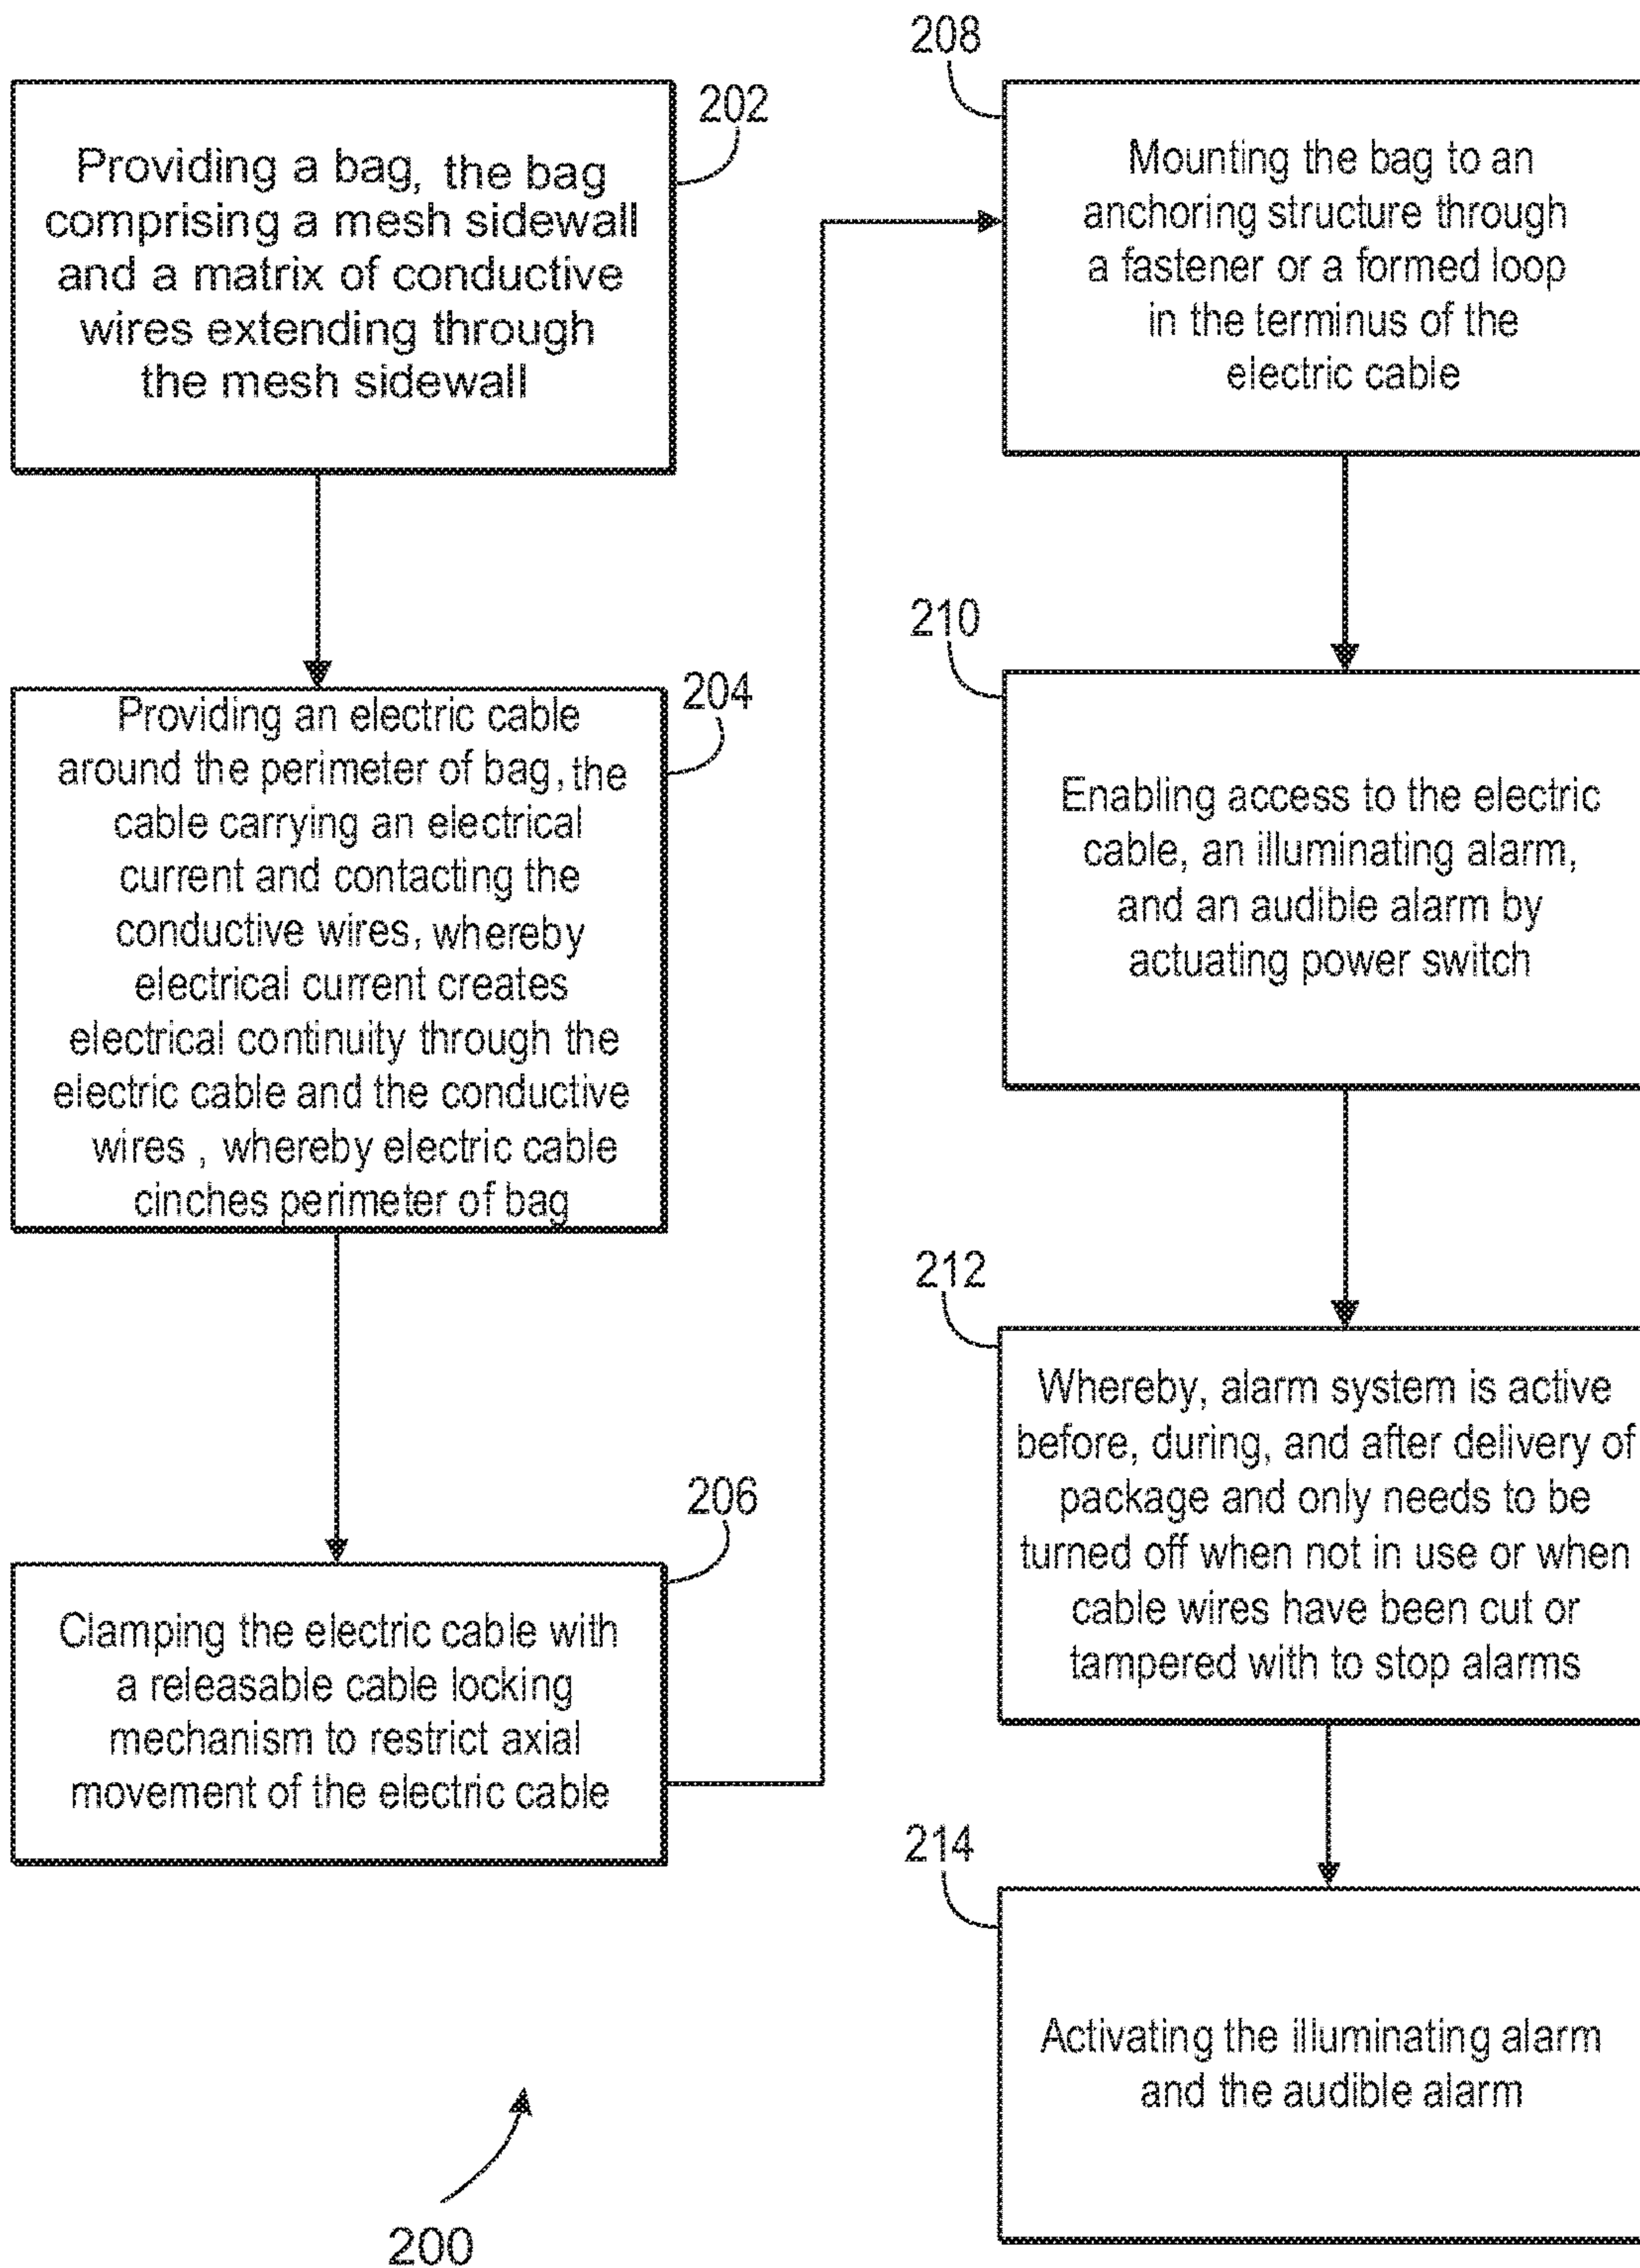 202
Providing a bag, the bag
comprising a mesh sidewall
and a matrix of conductive
wires extending through
the mesh sidewall
204
Providing an electric cable
around the perimeter of bag, the
cable carrying an electrical
current and contacting the
conductive wires, whereby
electrical current creates
electrical continuity through the
electric cable and the conductive
wires , whereby electric cable
cinches perimeter of bag
206
Clamping the electric cable with
a releasable cable locking
mechanism to restrict axial
movement of the electric cable
208
Mounting the bag to an
anchoring structure through
a fastener or a formed loop
in the terminus of the
electric cable
210
Enabling access to the electric
cable, an illuminating alarm,
and an audible alarm by
actuating power switch
212
Whereby, alarm system is active
before, during, and after delivery of
package and only needs to be
turned off when not in use or when
cable wires have been cut or
tampered with to stop alarms
214
Activating the illuminating alarm
and the audible alarm
200